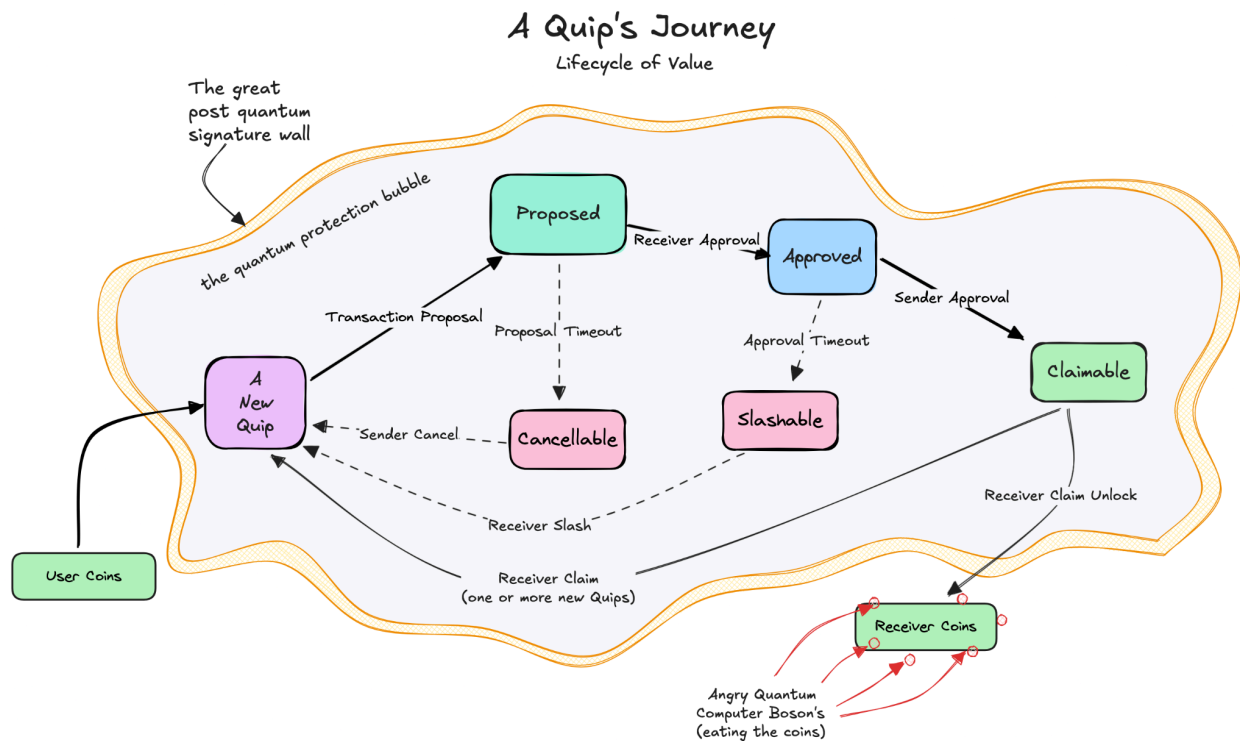 A Quip's Journey
Lifecycle of Value
The great
post quantum
signature wall
the quantum protection bubble
Proposed
Receiver Approval
Approved
Sender Approval
Transaction Proposal
Proposal Timeout
Approval Timeout
Claimable
A
New
Quip
Sender Cancel
Cancellable
Slashable
Receiver Claim Unlock
Receiver Slash
User Coins
Receiver Claim
(one or more new Quips)
Receiver Coins
Angry Quantum
Computer Boson's
(eating the coins)